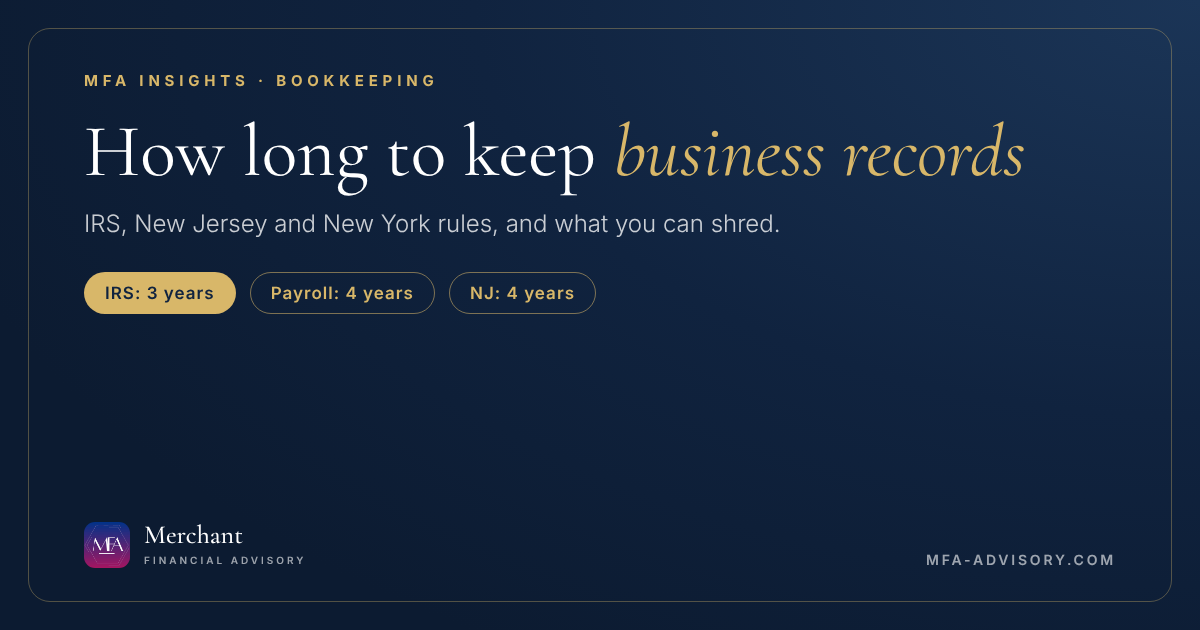 MFA INSIGHTS · BOOKKEEPING
How long to keep business records
IRS, New Jersey and New York rules, and what you can shred.
IRS: 3 years
Payroll: 4 years
NJ: 4 years
MFA
Merchant
FINANCIAL ADVISORY
MFA-ADVISORY.COM